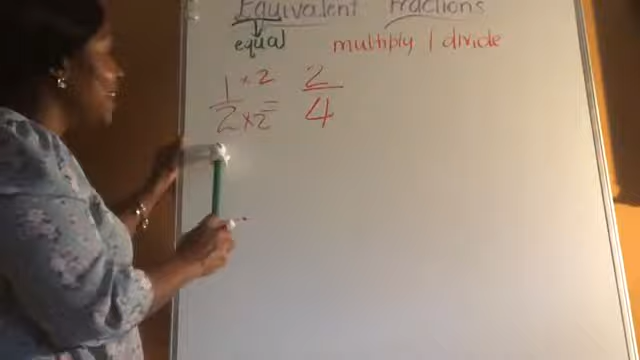 Equivalent Fractions
equal multiply / divide
1 × 2 2
2 × 2 = 4